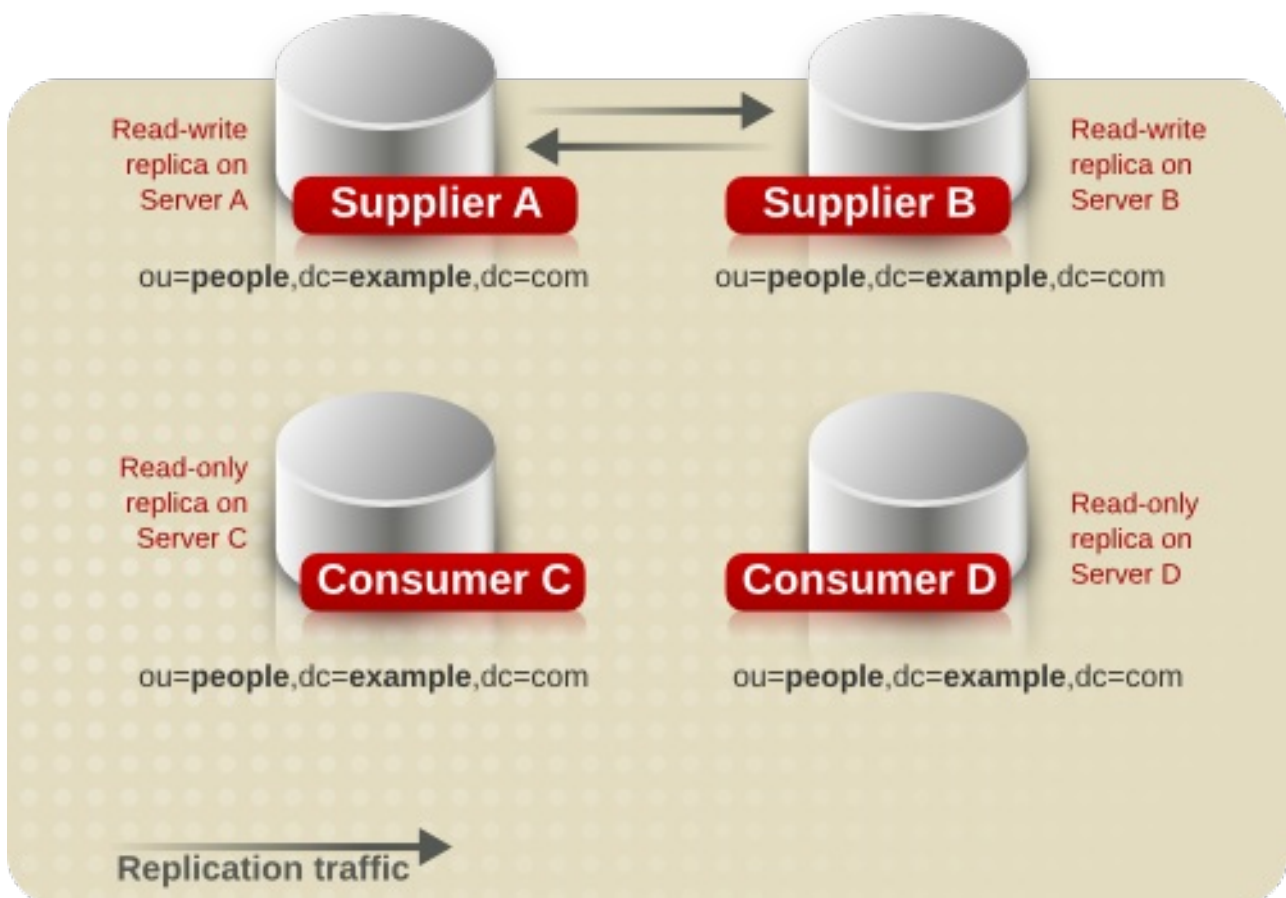 Read-write
replica on
Server A
Supplier A
Supplier B
Read-write
replica on
Server B
ou=people,dc=example,dc=com
ou=people,dc=example,dc=com
Read-only
replica on
Server C
Consumer C
Consumer D
Read-only
replica on
Server D
ou=people,dc=example,dc=com
ou=people,dc=example,dc=com
Replication traffic